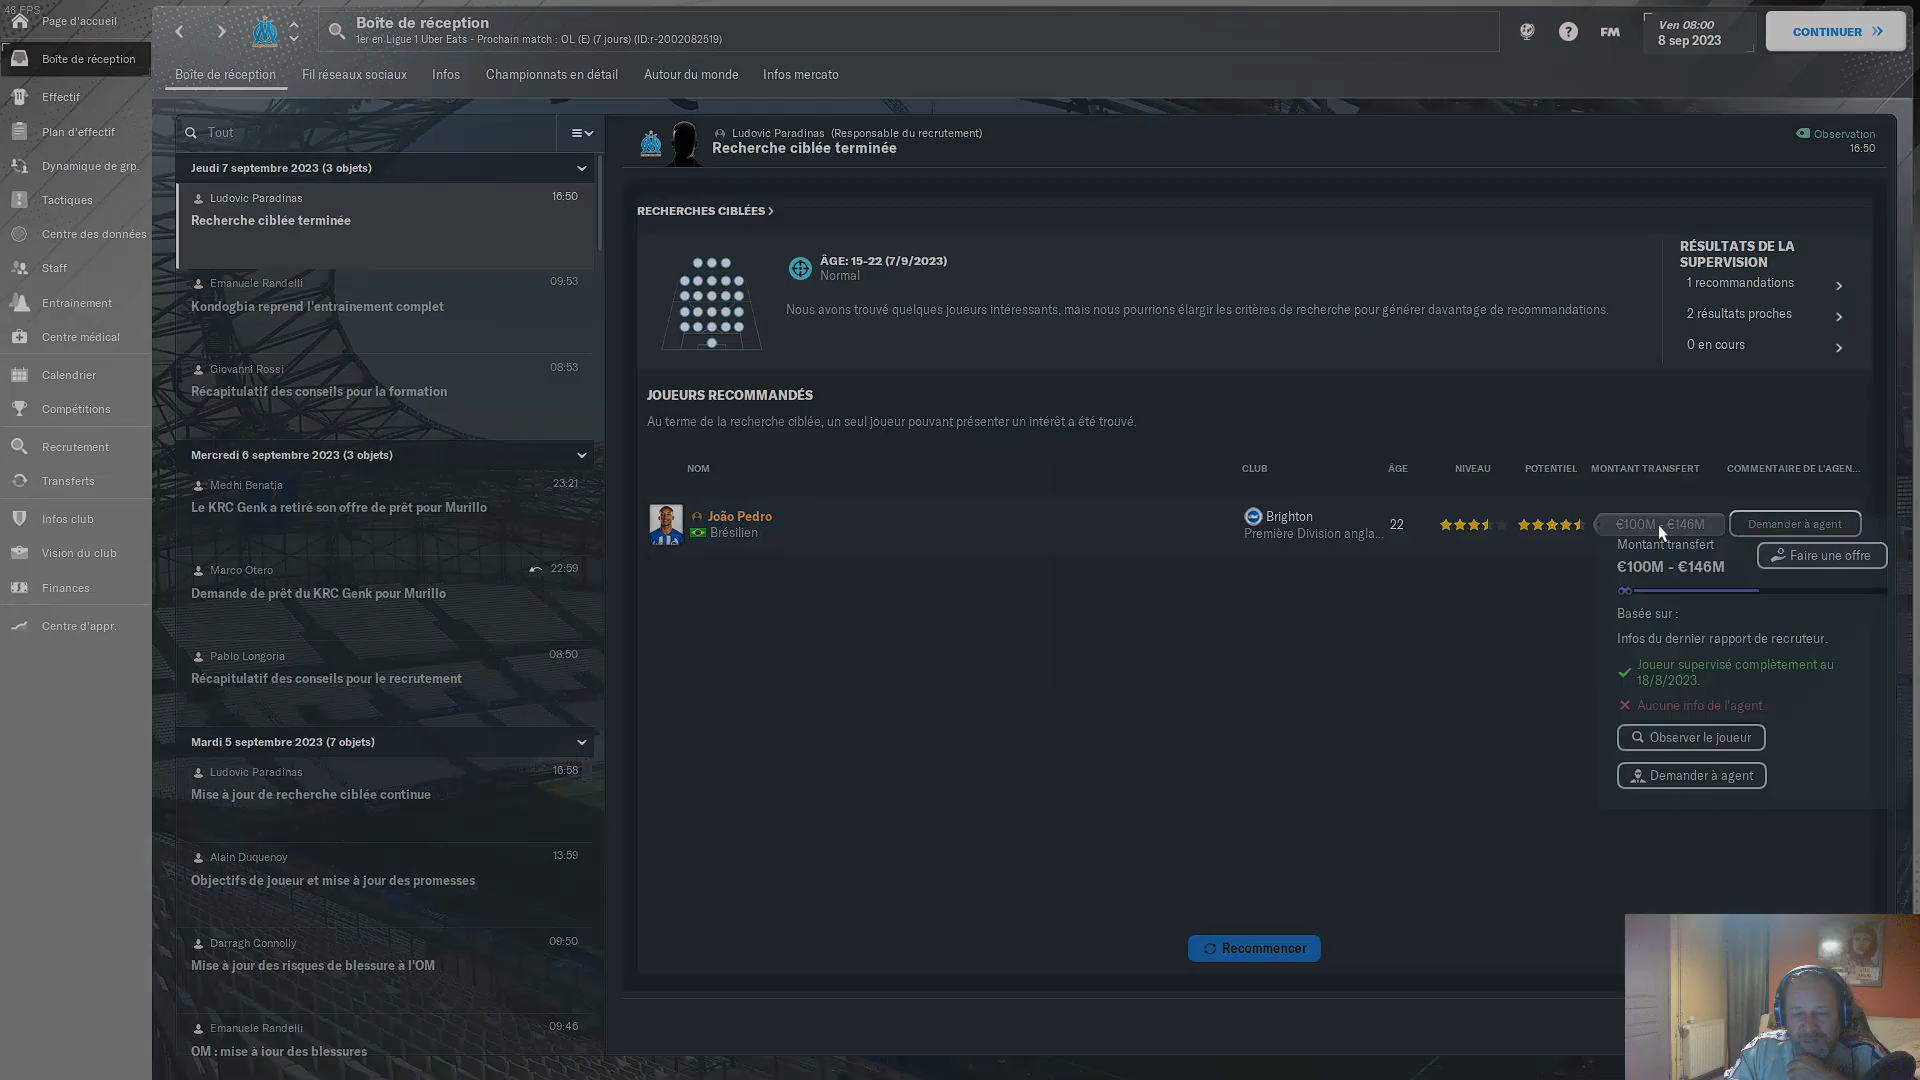 46 FPS
Page d'accueil
Boîte de réception
Effectif
Plan d'effectif
Dynamique de grp.
Tactiques
Centre des données
Staff
Entraînement
Centre médical
Calendrier
Compétitions
Recrutement
Transferts
Infos club
Vision du club
Finances
Centre d'appr.
Boîte de réception
1er en Ligue 1 Uber Eats - Prochain match : OL (E) (7 jours) (ID:r-2002082519)
FM
Ven 08:00
8 sep 2023
CONTINUER
Boîte de réception
Fil réseaux sociaux
Infos
Championnats en détail
Autour du monde
Infos mercato
Tout
Jeudi 7 septembre 2023 (3 objets)
Ludovic Paradinas 16:50
Recherche ciblée terminée
Emanuele Randelli 09:53
Kondogbia reprend l'entraînement complet
Giovanni Rossi 08:53
Récapitulatif des conseils pour la formation
Mercredi 6 septembre 2023 (3 objets)
Medhi Benatia 23:21
Le KRC Genk a retiré son offre de prêt pour Murillo
Marco Otero 22:59
Demande de prêt du KRC Genk pour Murillo
Pablo Longoria 08:50
Récapitulatif des conseils pour le recrutement
Mardi 5 septembre 2023 (7 objets)
Ludovic Paradinas 16:58
Mise à jour de recherche ciblée continue
Alain Duquenoy 13:59
Objectifs de joueur et mise à jour des promesses
Darragh Connolly 09:50
Mise à jour des risques de blessure à l'OM
Emanuele Randelli 09:46
OM : mise à jour des blessures
Ludovic Paradinas (Responsable du recrutement)
Recherche ciblée terminée
Observation
16:50
RECHERCHES CIBLÉES
ÂGE: 15-22 (7/9/2023)
Normal
Nous avons trouvé quelques joueurs intéressants, mais nous pourrions élargir les critères de recherche pour générer davantage de recommandations.
RÉSULTATS DE LA
SUPERVISION
1 recommandations
2 résultats proches
0 en cours
JOUEURS RECOMMANDÉS
Au terme de la recherche ciblée, un seul joueur pouvant présenter un intérêt a été trouvé.
NOM CLUB ÂGE NIVEAU POTENTIEL MONTANT TRANSFERT COMMENTAIRE DE L'AGEN...
João Pedro
Brésilien
Brighton
Première Division angla...
22
€100M - €146M
Demander à agent
Montant transfert
€100M - €146M
Faire une offre
Basée sur :
Infos du dernier rapport de recruteur.
Joueur supervisé complètement au
18/8/2023.
Aucune info de l'agent
Observer le joueur
Demander à agent
Recommencer